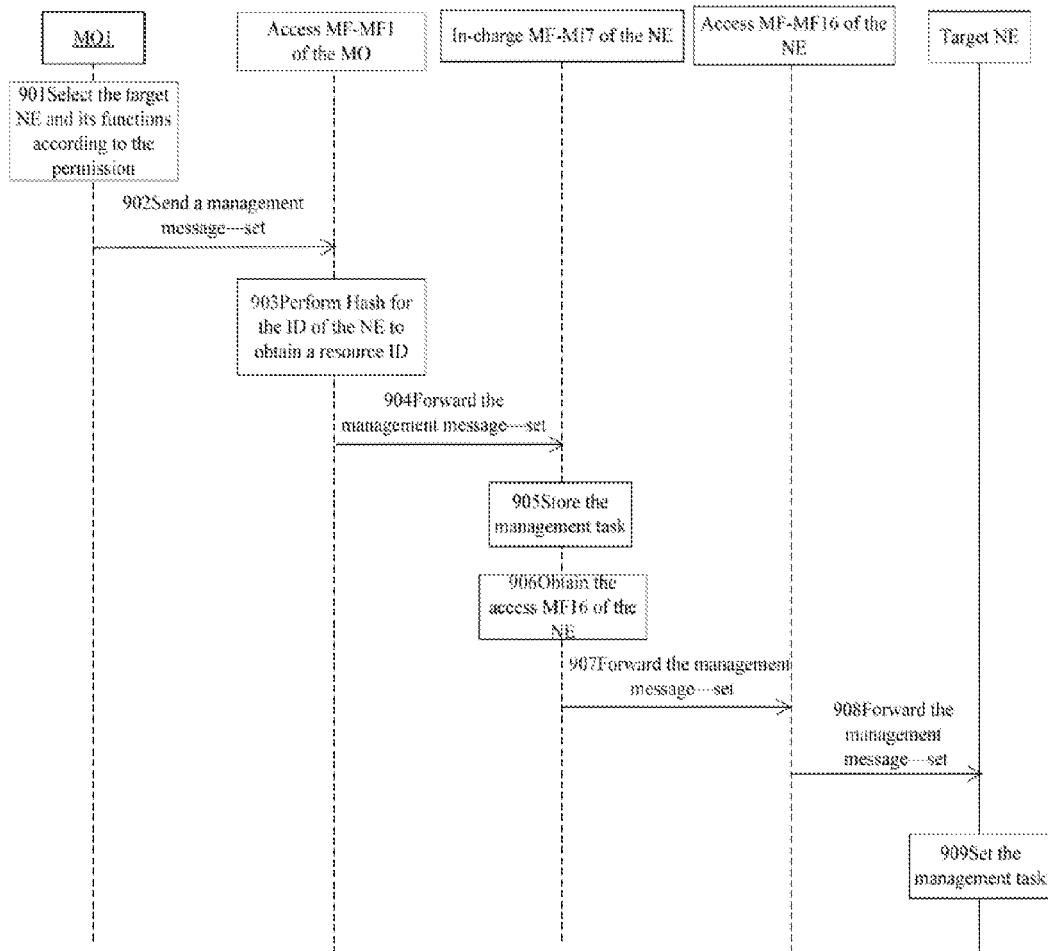 MO1
Access MF-MF1
of the MO
In-charge MF-Mf7 of the NE
Access MF-MF16 of the
NE
Target NE
901Select the target
NE and its functions
according to the
permission
902Send a management
message---set
903Perform Hash for
the ID of the NE to
obtain a resource ID
904Forward the
management message---set
905Store the
management task
906Obtain the
access MF16 of the
NE
907Forward the management
message---set
908Forward the
management
message---set
909Set the
management task